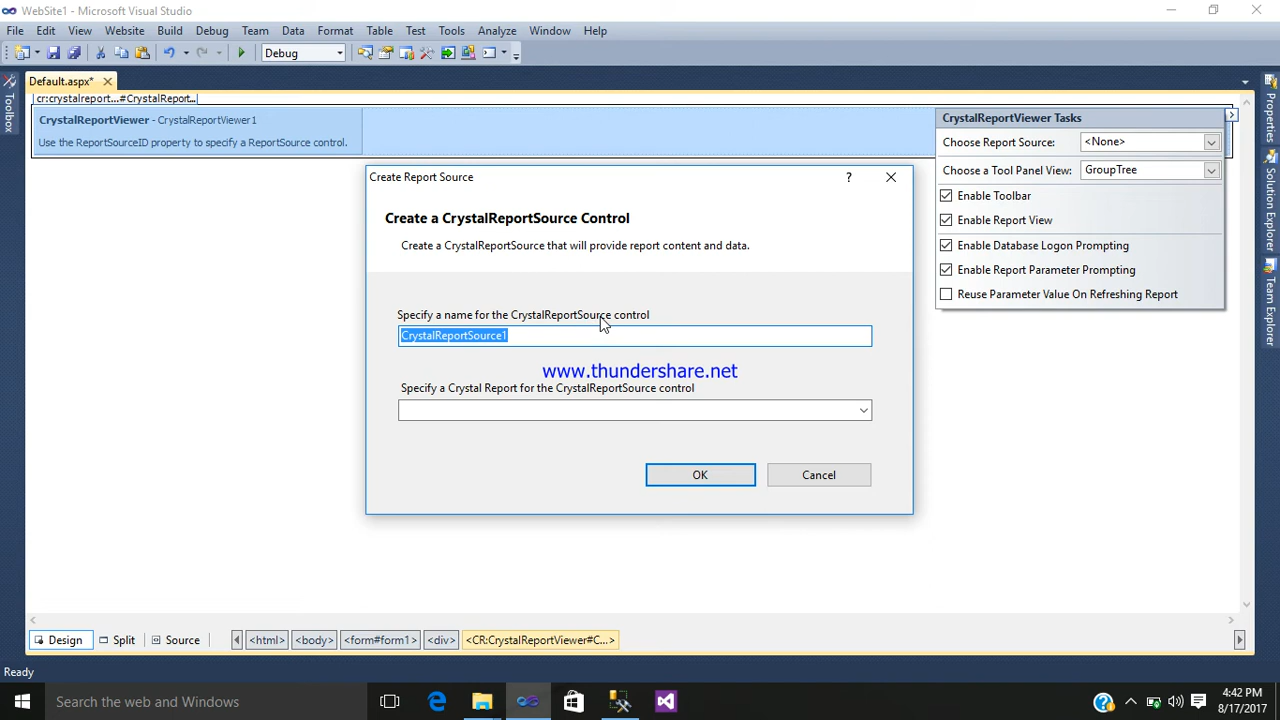 WebSite1 - Microsoft Visual Studio
File Edit View Website Build Debug Team Data Format Table Test Tools Analyze Window Help
Debug
Default.aspx*
cr:crystalreport...#CrystalReport...
CrystalReportViewer - CrystalReportViewer1
Use the ReportSourceID property to specify a ReportSource control.
CrystalReportViewer Tasks
Choose Report Source: <None>
Choose a Tool Panel View: GroupTree
Enable Toolbar
Enable Report View
Enable Database Logon Prompting
Enable Report Parameter Prompting
Reuse Parameter Value On Refreshing Report
Create Report Source
Create a CrystalReportSource Control
Create a CrystalReportSource that will provide report content and data.
Specify a name for the CrystalReportSource control
CrystalReportSource1
www.thundershare.net
Specify a Crystal Report for the CrystalReportSource control
OK Cancel
Toolbox
Properties
Solution Explorer
Team Explorer
Design Split Source <html> <body> <form#form1> <div> <CR:CrystalReportViewer#C...>
Ready
Search the web and Windows
4:42 PM
8/17/2017